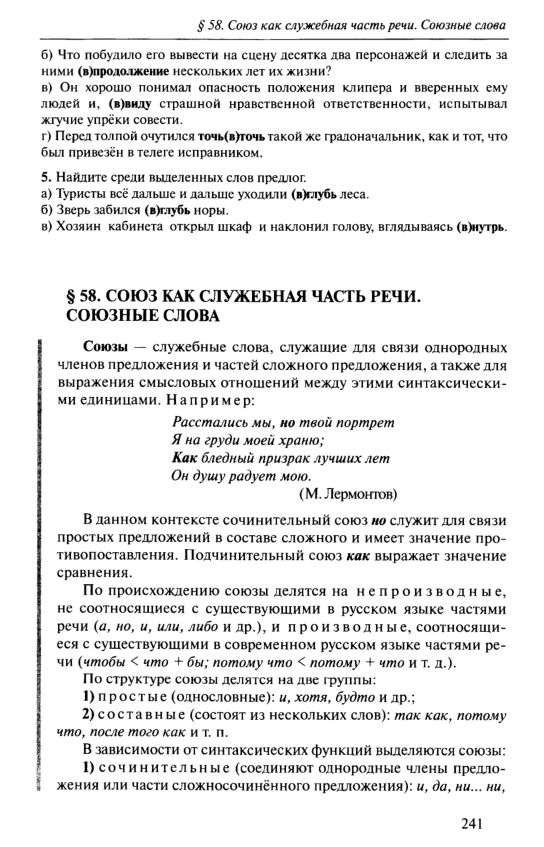 § 58. Союз как служебная часть речи. Союзные слова
б) Что побудило его вывести на сцену десятка два персонажей и следить за
ними (в)продолжение нескольких лет их жизни?
в) Он хорошо понимал опасность положения клипера и вверенных ему
людей и, (в)виду страшной нравственной ответственности, испытывал
жгучие упрёки совести.
г) Перед толпой очутился точь(в)точь такой же градоначальник, как и тот, что
был привезён в телеге исправником.
5. Найдите среди выделенных слов предлог.
а) Туристы всё дальше и дальше уходили (в)глубь леса.
б) Зверь забился (в)глубь норы.
в) Хозяин кабинета открыл шкаф и наклонил голову, вглядываясь (в)нутрь.
§ 58. СОЮЗ КАК СЛУЖЕБНАЯ ЧАСТЬ РЕЧИ.
СОЮЗНЫЕ СЛОВА
Союзы — служебные слова, служащие для связи однородных
членов предложения и частей сложного предложения, а также для
выражения смысловых отношений между этими синтаксически-
ми единицами. Например:
Расстались мы, но твой портрет
Я на груди моей храню;
Как бледный призрак лучших лет
Он душу радует мою.
(М. Лермонтов)
В данном контексте сочинительный союз но служит для связи
простых предложений в составе сложного и имеет значение про-
тивопоставления. Подчинительный союз как выражает значение
сравнения.
По происхождению союзы делятся на непроизводные,
не соотносящиеся с существующими в русском языке частями
речи (а, но, и, или, либо и др.), и производные, соотносящи-
еся с существующими в современном русском языке частями ре-
чи (чтобы < что + бы; потому что < потому + что и т. д.).
По структуре союзы делятся на две группы:
1) простые (однословные): и, хотя, будто и др.;
2) составные (состоят из нескольких слов): так как, потому
что, после того как и т. п.
В зависимости от синтаксических функций выделяются союзы:
1) сочинительные (соединяют однородные члены предло-
жения или части сложносочинённого предложения): и, да, ни... ни,
241